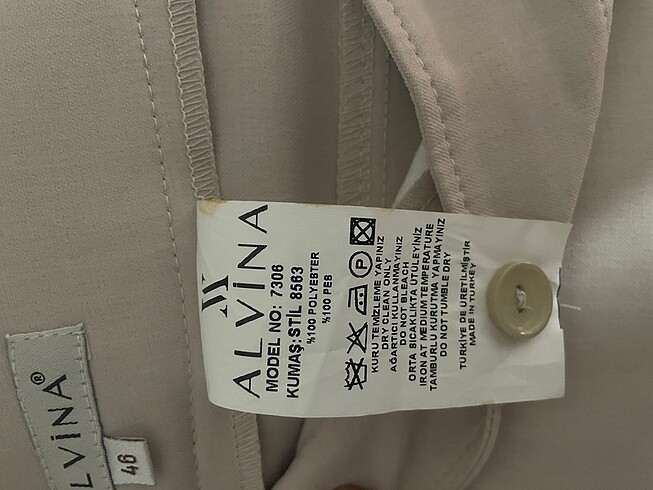 ALVİNA
MODEL NO: 7306
KUMAŞ: STİL 8563
%100 POLYESTER
%100 PES
P
KURU TEMİZLEME YAPINIZ
DRY CLEAN ONLY
AĞARTICI KULLANMAYINIZ
DO NOT BLEACH
ORTA SICAKLIKTA ÜTÜLEYİNİZ
IRON AT MEDIUM TEMPERATURE
TAMBURLU KURUTMA YAPMAYINIZ
DO NOT TUMBLE DRY
TÜRKİYE DE ÜRETİLMİŞTİR
MADE IN TURKEY
LVİNA®
46